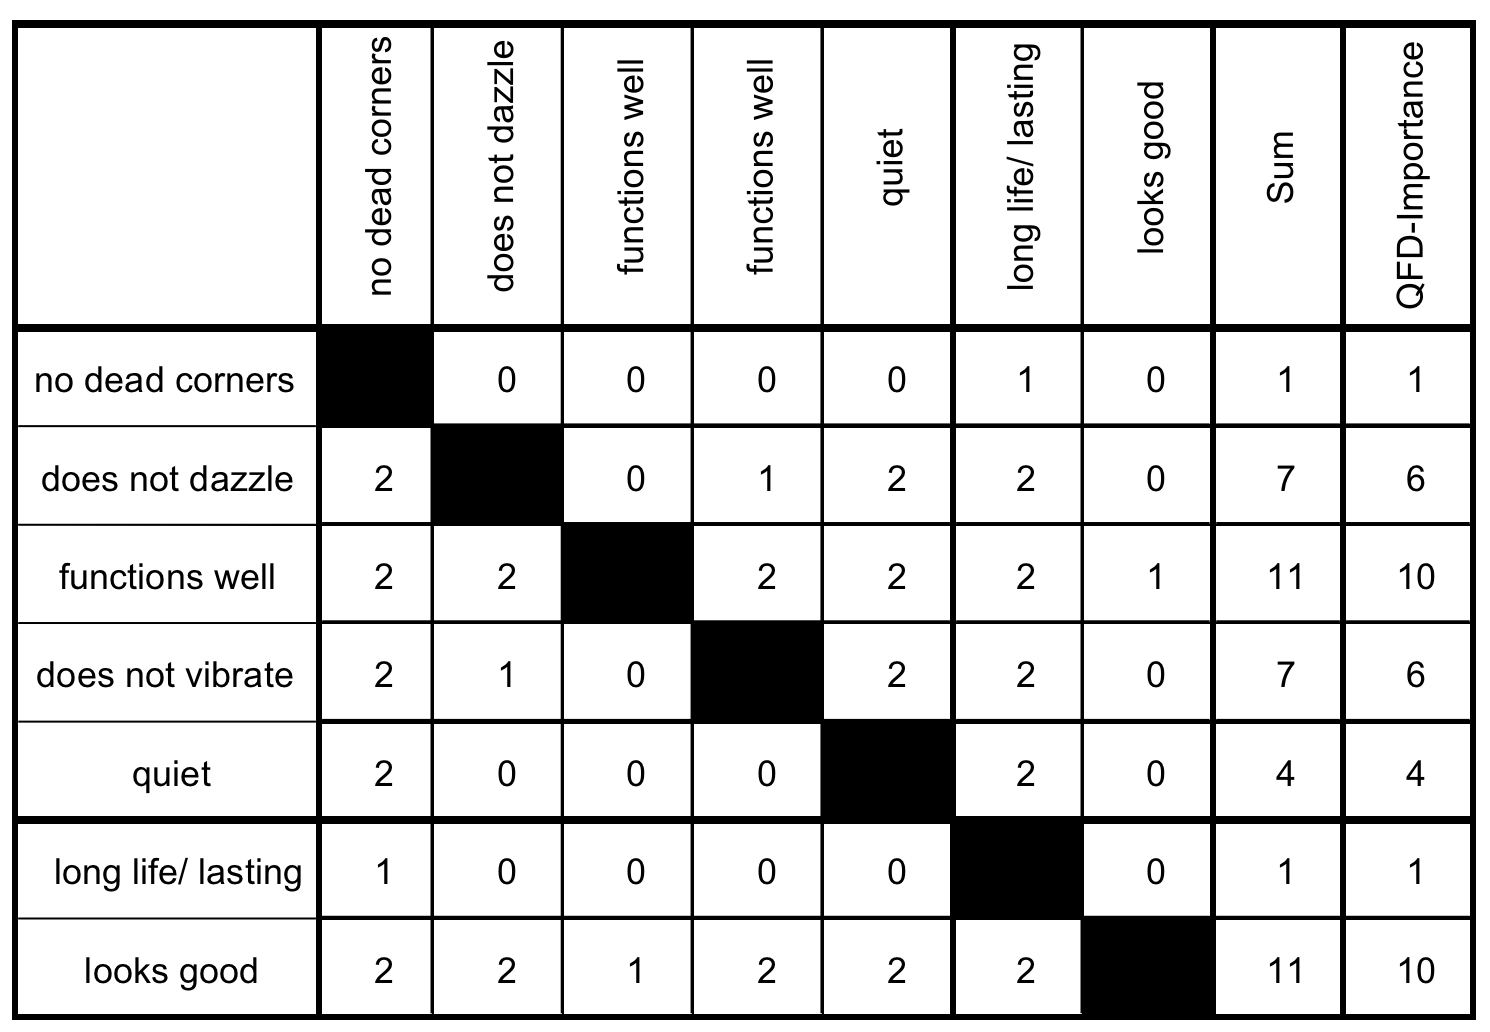 no dead corners does not dazzle functions well functions well quiet long life/ lasting looks good Sum QFD-Importance
no dead corners 0 0 0 0 1 0 1 1
does not dazzle 2 0 1 2 2 0 7 6
functions well 2 2 2 2 2 1 11 10
does not vibrate 2 1 0 2 2 0 7 6
quiet 2 0 0 0 2 0 4 4
long life/ lasting 1 0 0 0 0 0 1 1
looks good 2 2 1 2 2 2 11 10